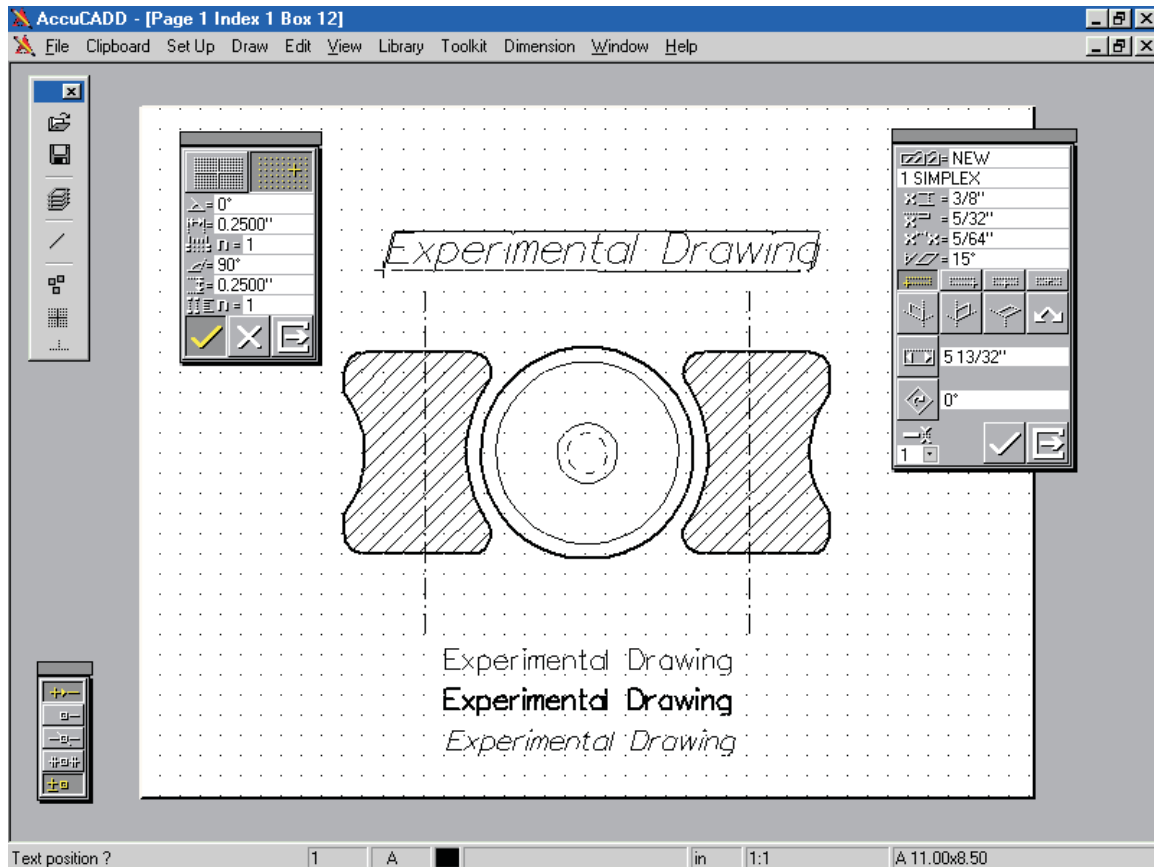 AccuCADD - [Page 1 Index 1 Box 12]
File Clipboard Set Up Draw Edit View Library Toolkit Dimension Window Help
= 0°
= 0.2500"
n = 1
= 90°
= 0.2500"
n = 1
= NEW
1 SIMPLEX
= 3/8"
= 5/32"
= 5/64"
= 15°
5 13/32"
0°
1
Experimental Drawing
Experimental Drawing
Experimental Drawing
Experimental Drawing
Text position ? 1 A in 1:1 A 11.00x8.50